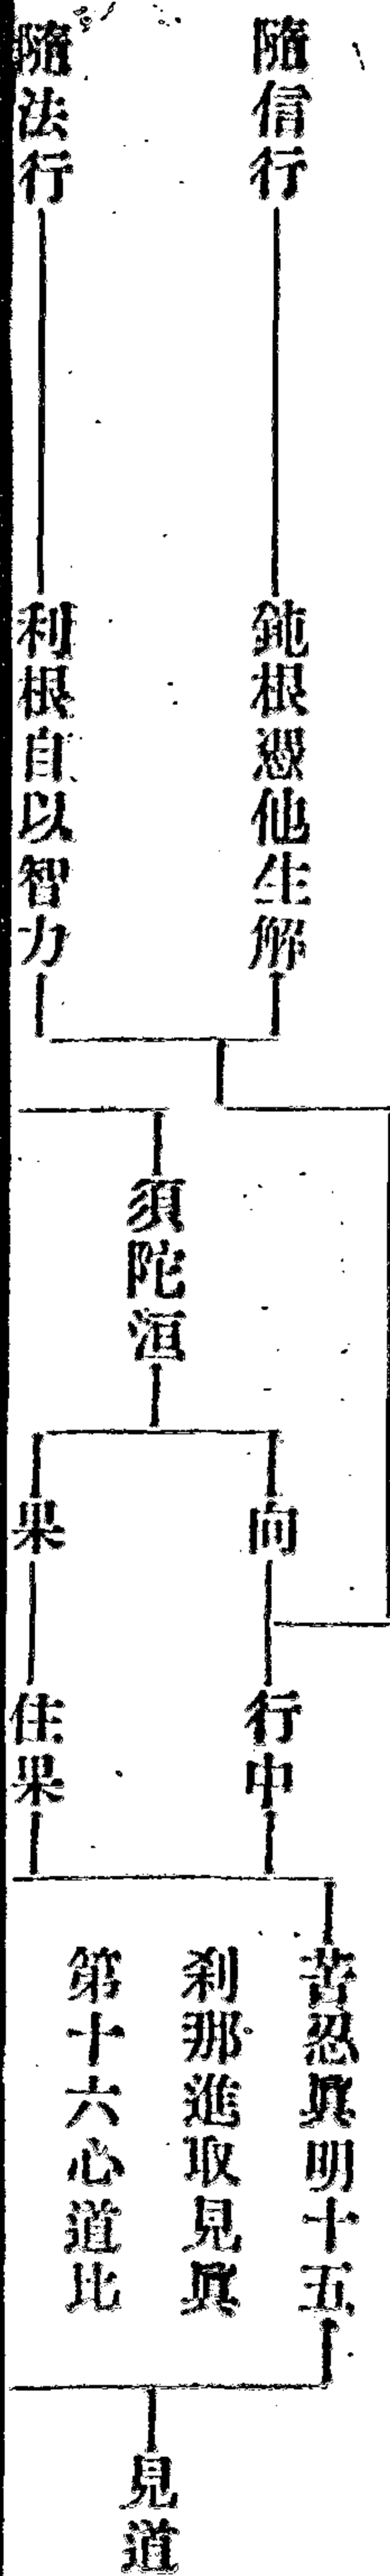 隨信行
鈍根憑他生解
隨法行
利根自以智力
須陀洹
向
行中
果
住果
苦忍眞明十五
刹那進取見眞
第十六心道比
見道